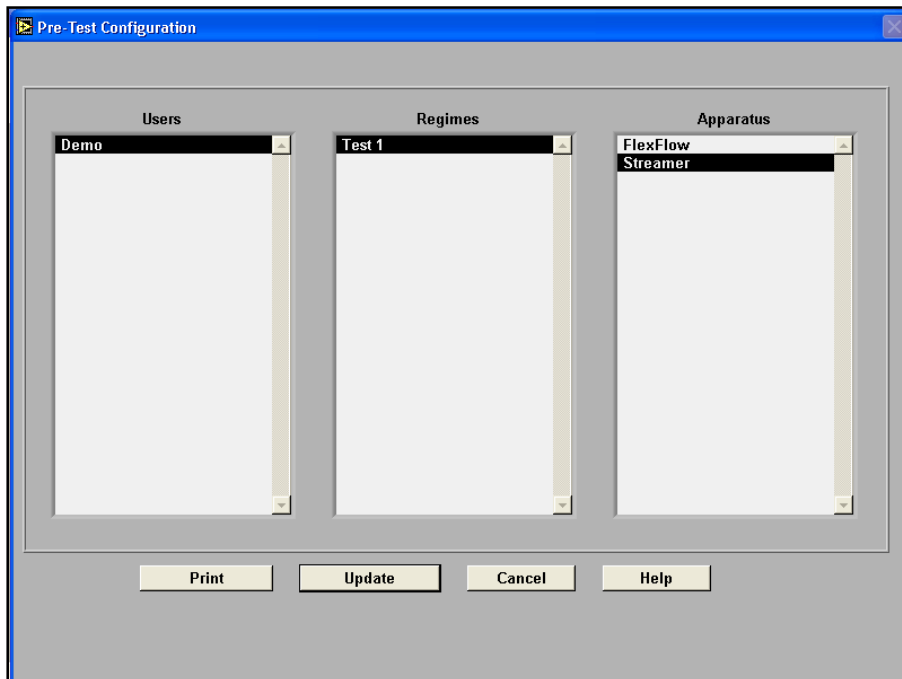 Pre-Test Configuration
Users
Regimes
Apparatus
Demo
Test 1
FlexFlow
Streamer
Print
Update
Cancel
Help